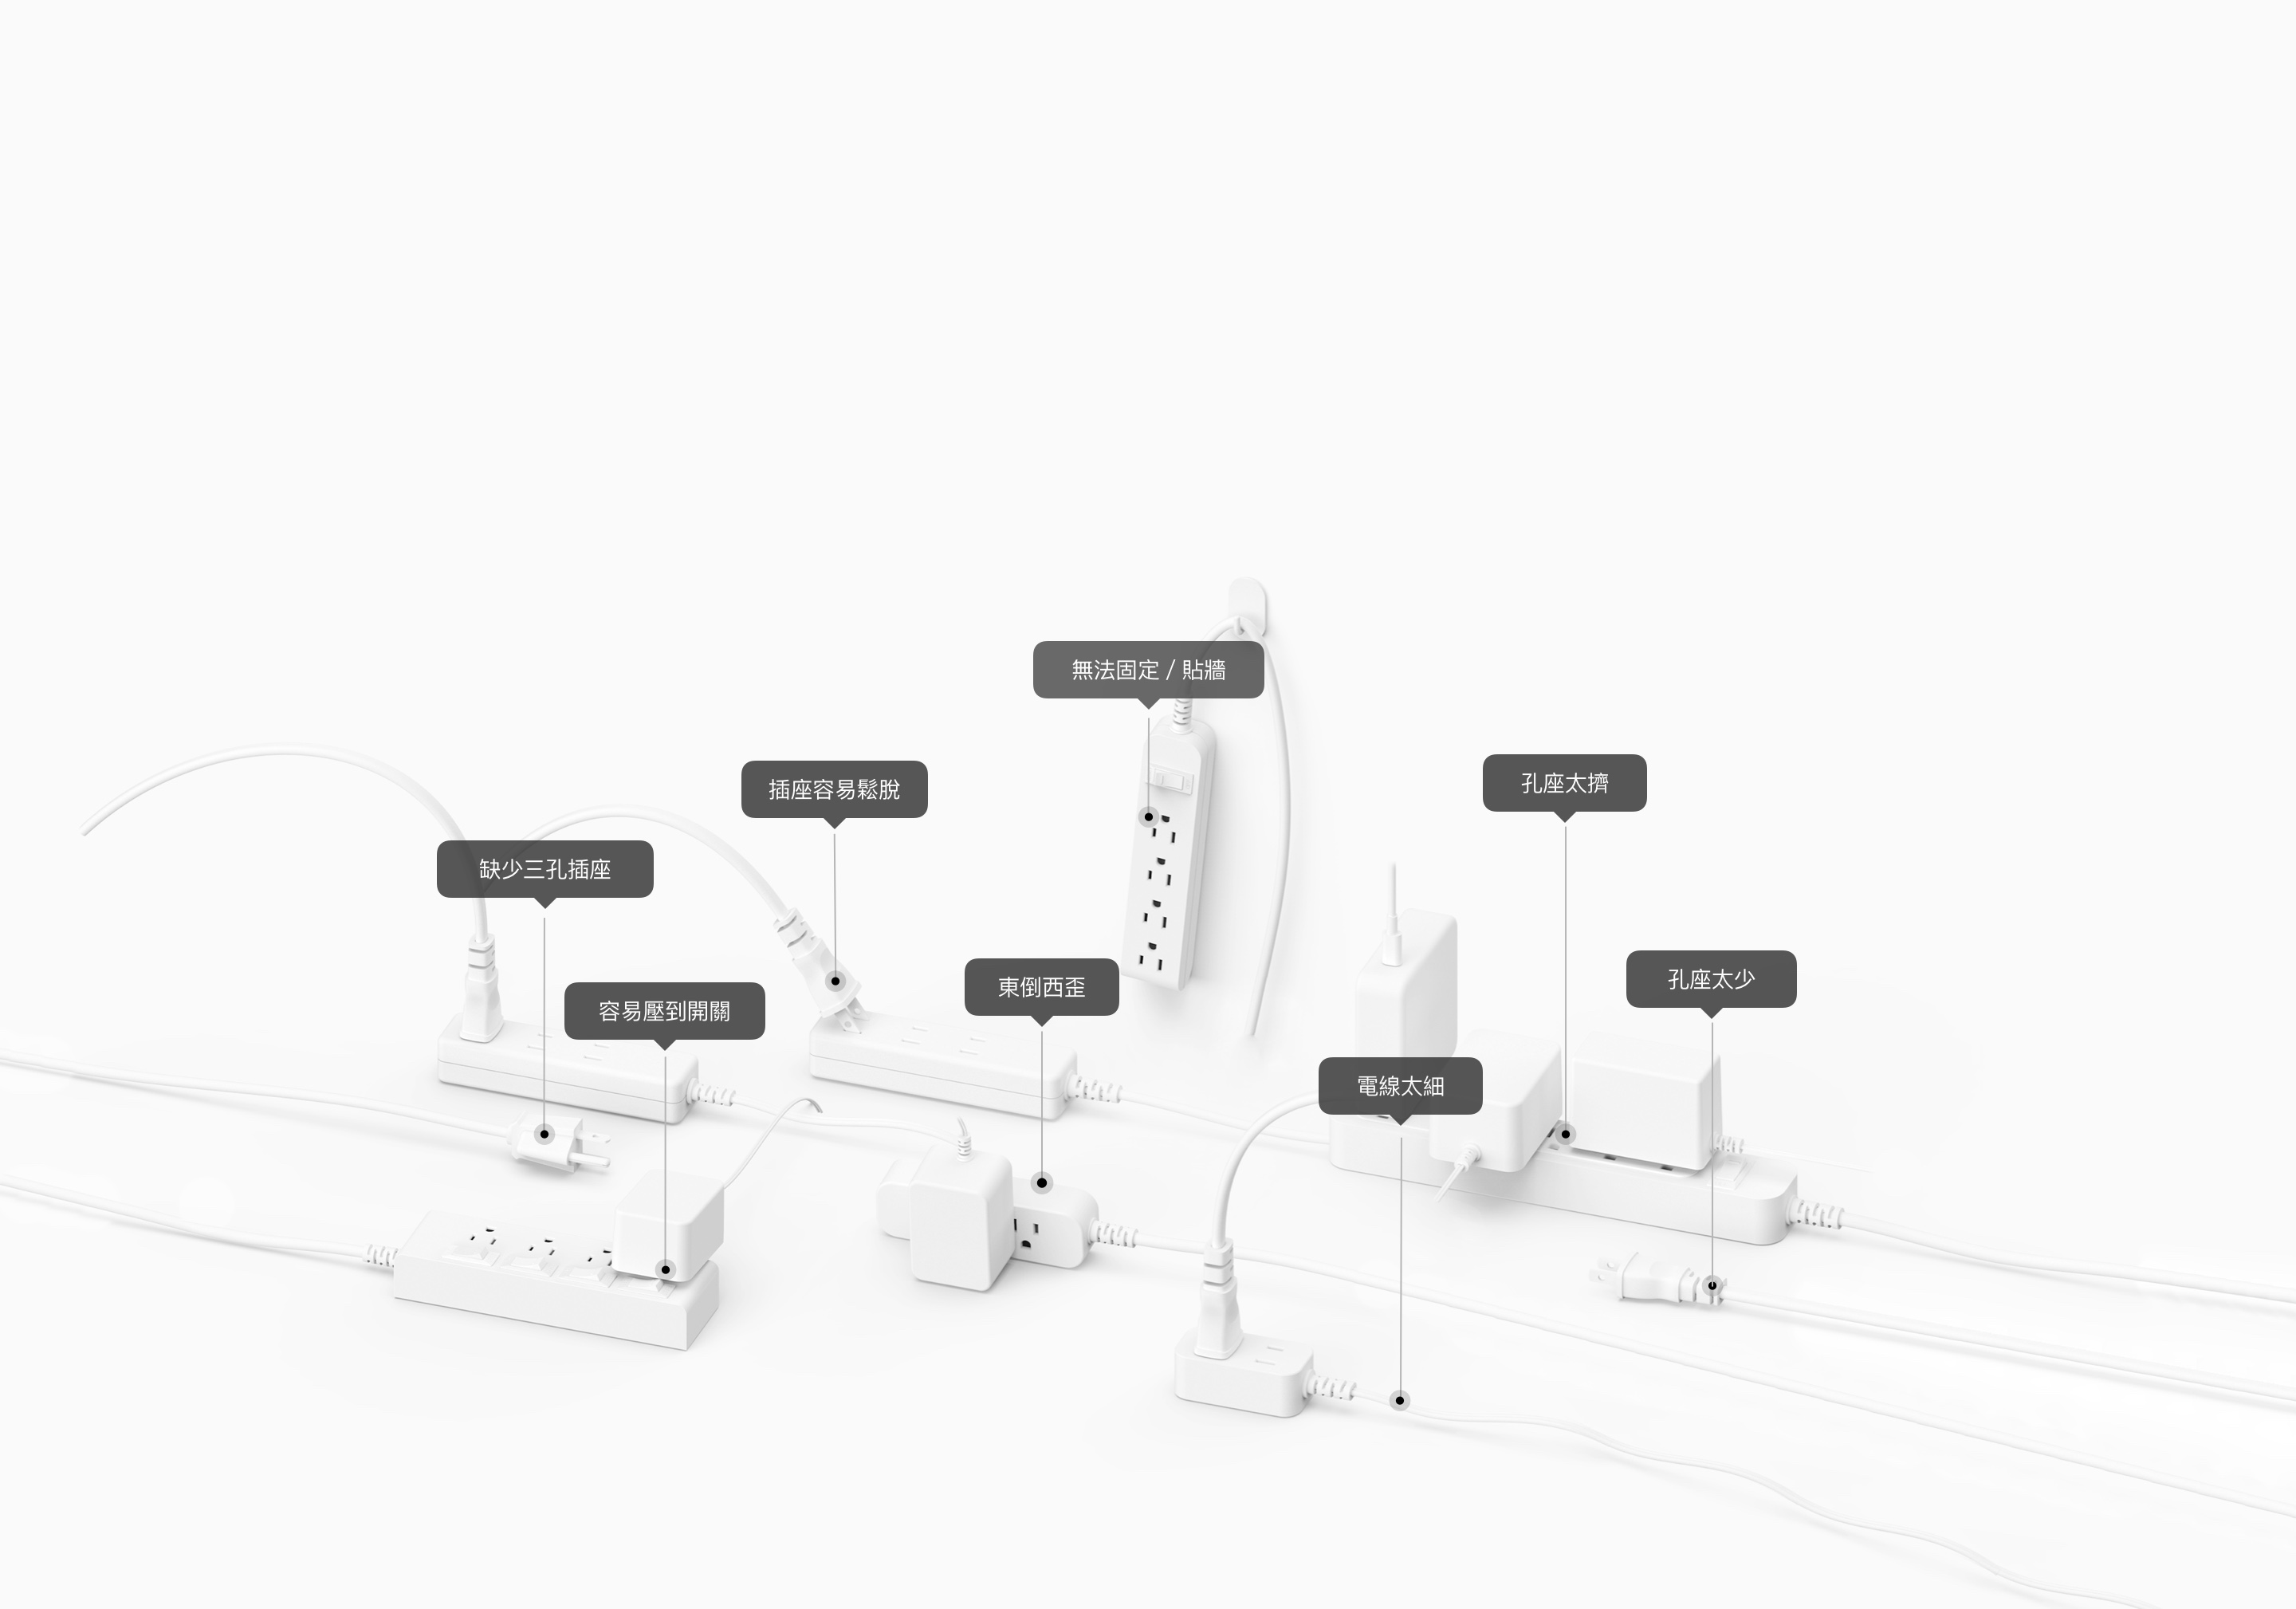 無法固定 / 貼牆
孔座太擠
插座容易鬆脫
缺少三孔插座
孔座太少
東倒西歪
容易壓到開關
電線太細